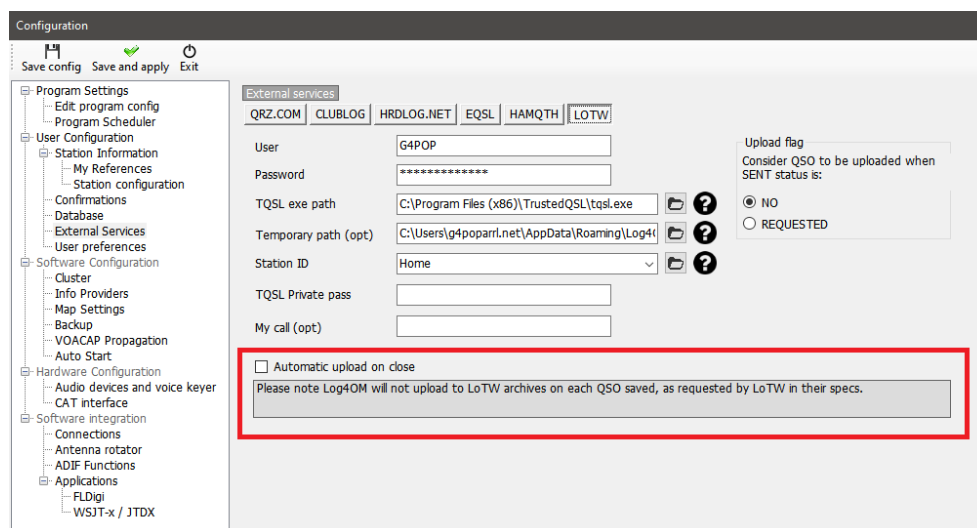 Configuration
Save config Save and apply Exit
Program Settings
Edit program config
Program Scheduler
User Configuration
Station Information
My References
Station configuration
Confirmations
Database
External Services
User preferences
Software Configuration
Cluster
Info Providers
Map Settings
Backup
VOACAP Propagation
Auto Start
Hardware Configuration
Audio devices and voice keyer
CAT interface
Software integration
Connections
Antenna rotator
ADIF Functions
Applications
FLDigi
WSJT-x / JTDX
External services
QRZ.COM CLUBLOG HRDLOG.NET EQSL HAMQTH LOTW
User G4POP
Password *************
TQSL exe path C:\Program Files (x86)\TrustedQSL\tqsl.exe
Temporary path (opt) C:\Users\g4poparrl.net\AppData\Roaming\Log4(
Station ID Home
TQSL Private pass
My call (opt)
Upload flag
Consider QSO to be uploaded when
SENT status is:
NO
REQUESTED
Automatic upload on close
Please note Log4OM will not upload to LoTW archives on each QSO saved, as requested by LoTW in their specs.